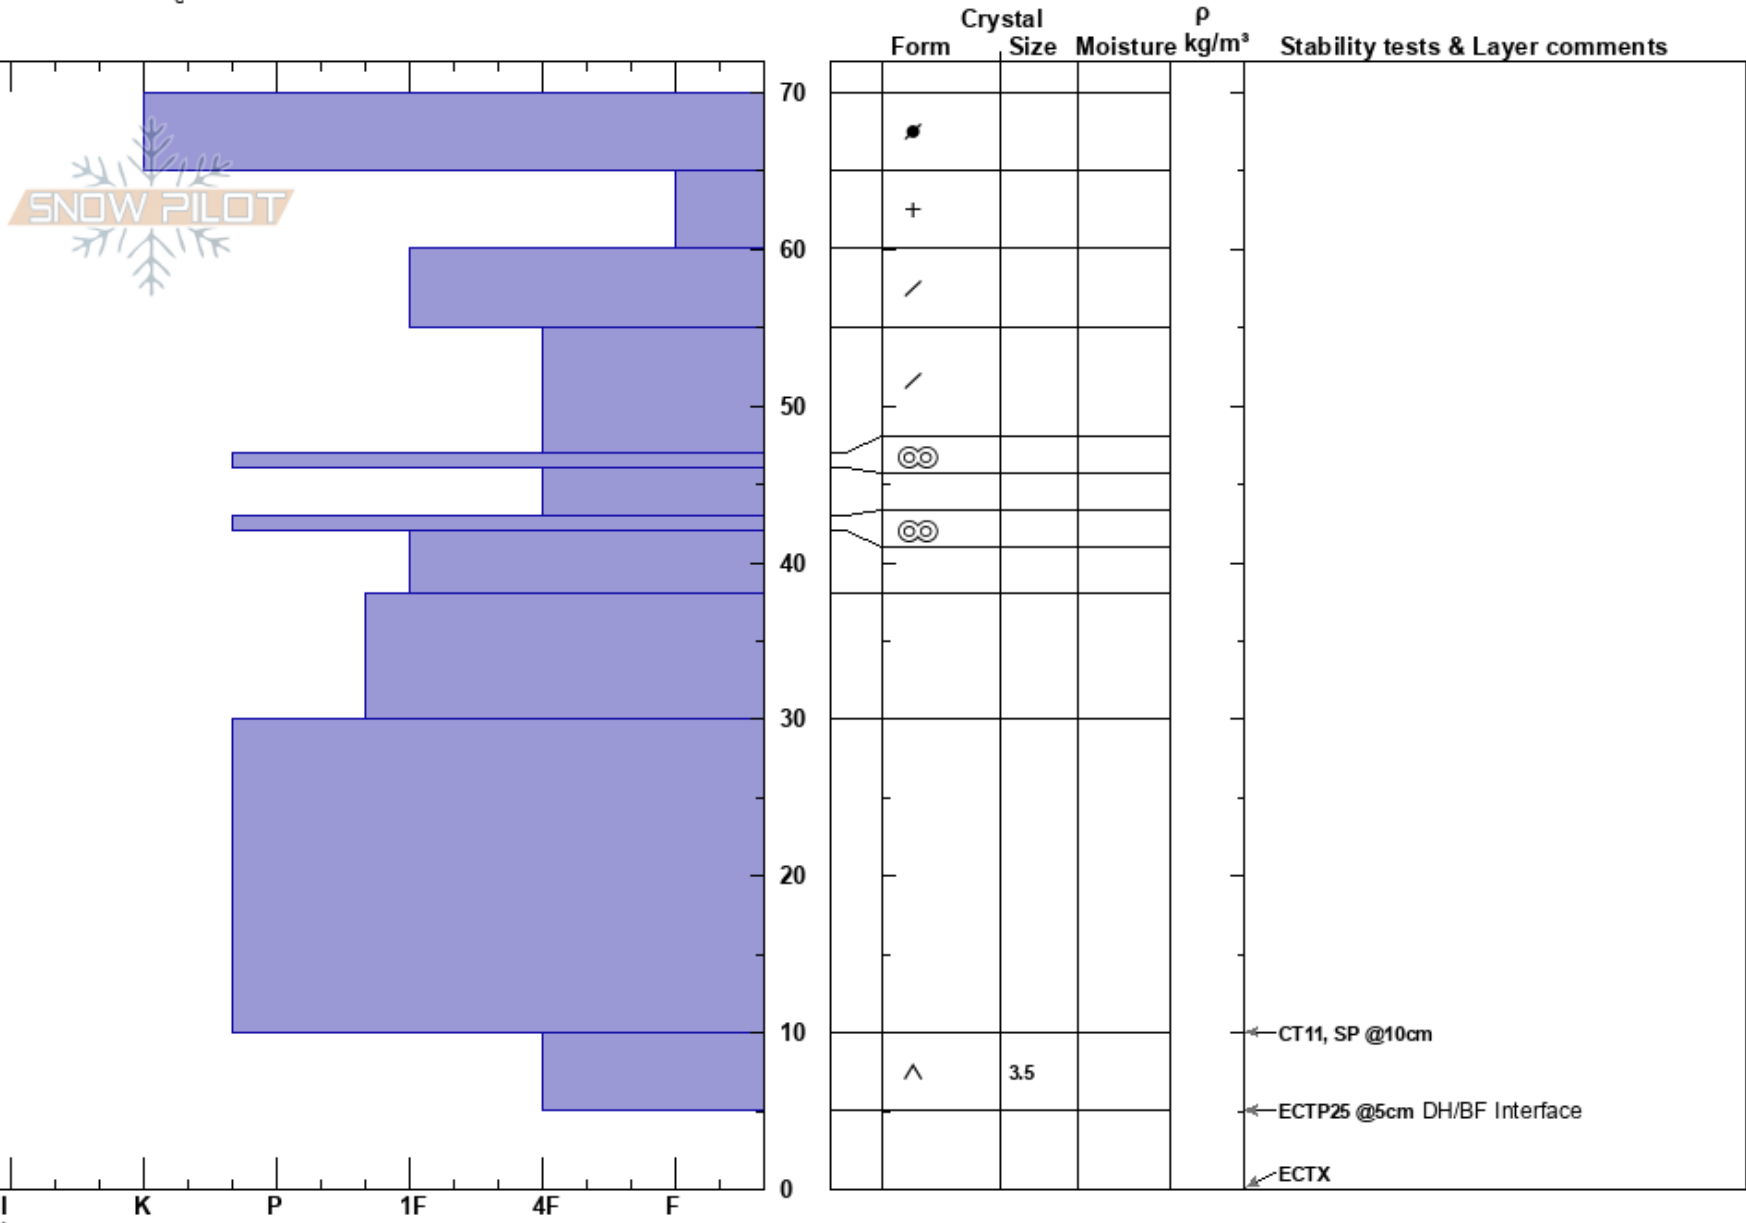 Crystal
ρ
Form Size Moisture kg/m³ Stability tests & Layer comments
70
SNOW PILOT
60
50
40
30
20
10
CT11, SP @10cm
3.5
ECTP25 @5cm DH/BF Interface
ECTX
0
I K P 1F 4F F